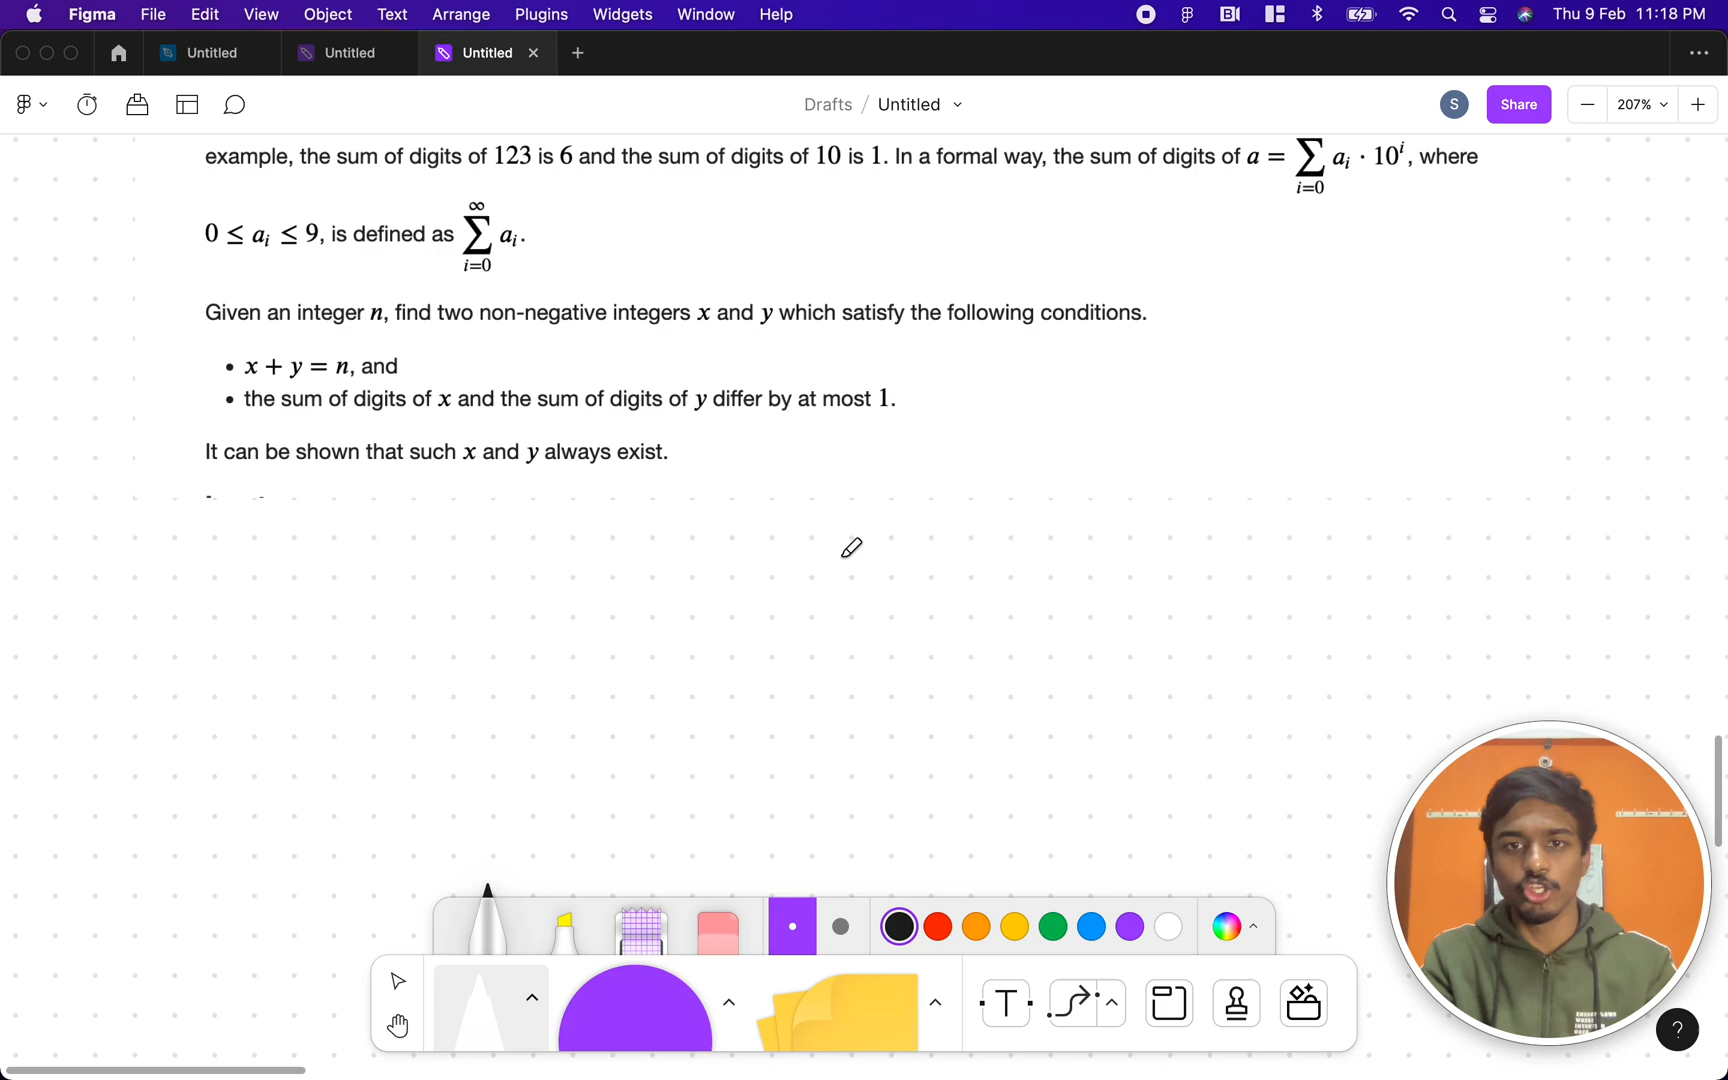 Figma File Edit View Object Text Arrange Plugins Widgets Window Help Thu 9 Feb 11:18 PM
Untitled Untitled Untitled
Drafts / Untitled S Share 207%
example, the sum of digits of 123 is 6 and the sum of digits of 10 is 1. In a formal way, the sum of digits of a = ∑ i=0 a_i · 10^i, where
0 ≤ a_i ≤ 9, is defined as ∑ i=0 ∞ a_i.
Given an integer n, find two non-negative integers x and y which satisfy the following conditions.
• x + y = n, and
• the sum of digits of x and the sum of digits of y differ by at most 1.
It can be shown that such x and y always exist.
T
?